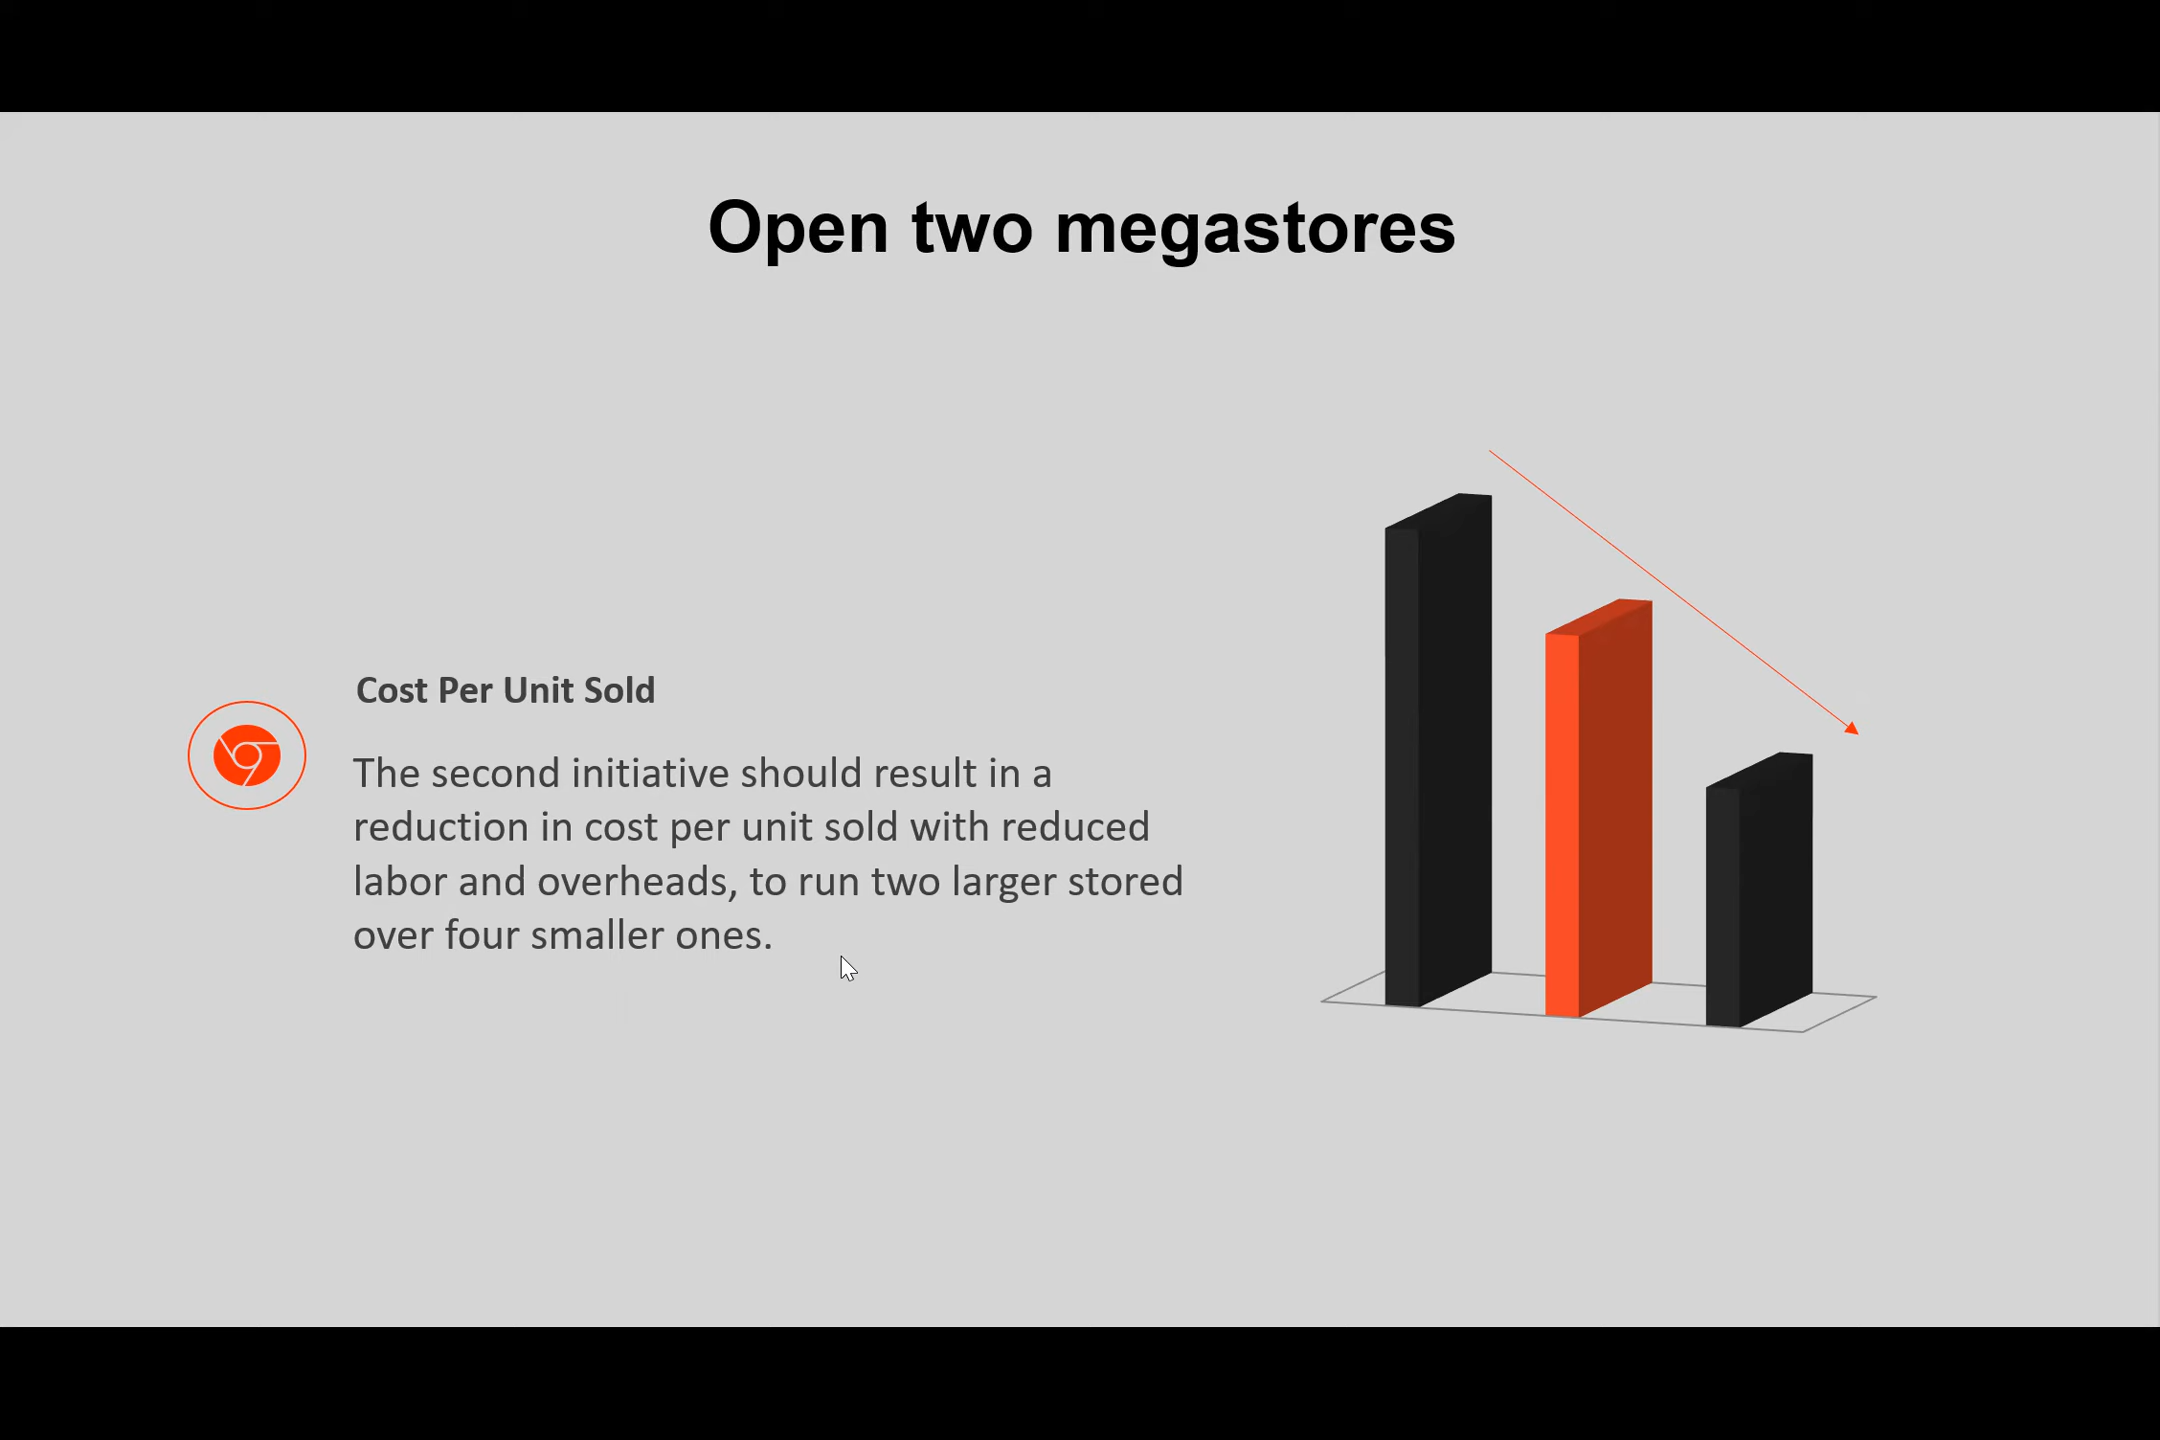 Open two megastores
Cost Per Unit Sold
The second initiative should result in a
reduction in cost per unit sold with reduced
labor and overheads, to run two larger stored
over four smaller ones.